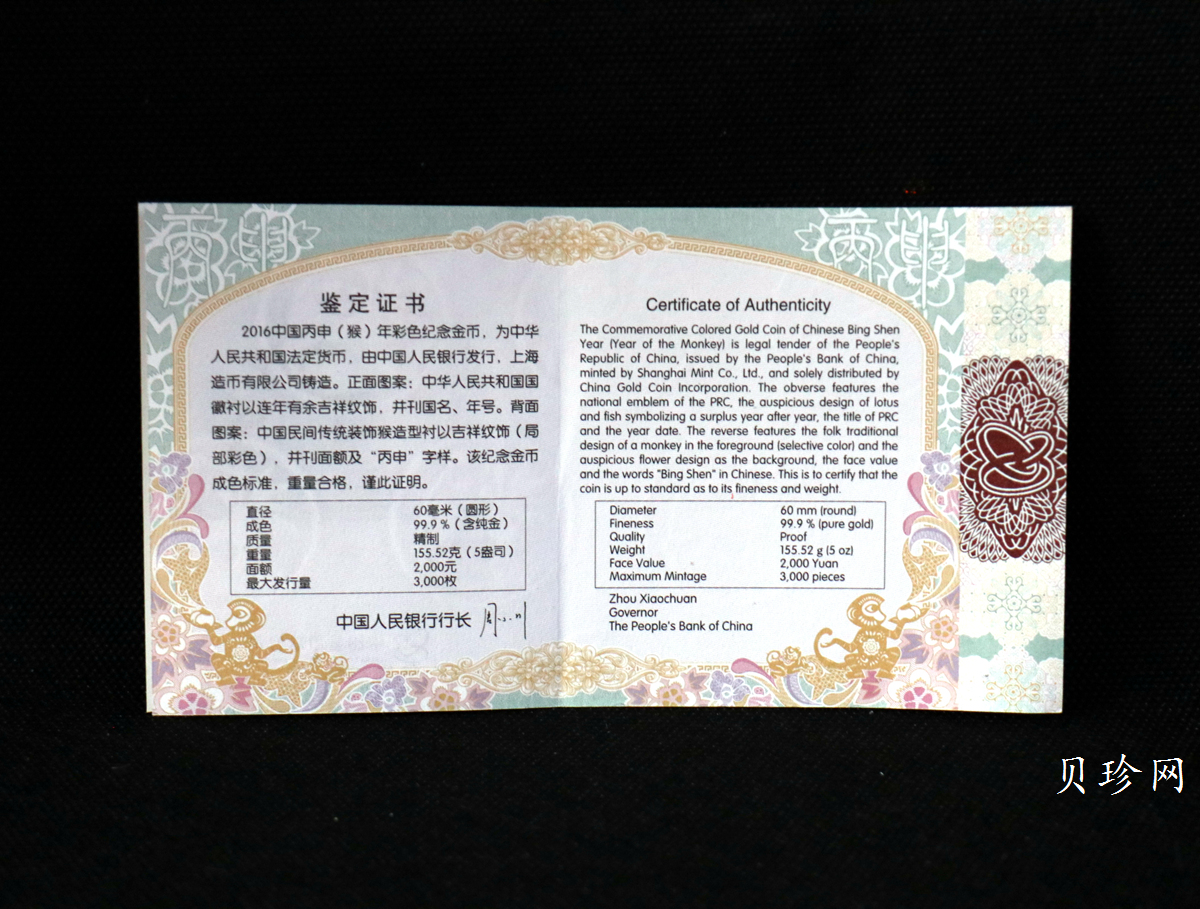 鉴定证书
2016中国丙申（猴）年彩色纪念金币，为中华
人民共和国法定货币，由中国人民银行发行，上海
造币有限公司铸造。正面图案：中华人民共和国国
徽衬以连年有余吉祥纹饰，并刊国名、年号。背面
图案：中国民间传统装饰猴造型衬以吉祥纹饰（局
部彩色），并刊面额及“丙申”字样。该纪念金币
成色标准，重量合格，谨此证明。
直径 60毫米（圆形）
成色 99.9％（含纯金）
质量 精制
重量 155.52克（5盎司）
面额 2,000元
最大发行量 3,000枚
中国人民银行行长
Certificate of Authenticity
The Commemorative Colored Gold Coin of Chinese Bing Shen
Year (Year of the Monkey) is legal tender of the People's
Republic of China, issued by the People's Bank of China,
minted by Shanghai Mint Co., Ltd., and solely distributed by
China Gold Coin Incorporation. The obverse features the
national emblem of the PRC, the auspicious design of lotus
and fish symbolizing a surplus year after year, the title of PRC
and the year date. The reverse features the folk traditional
design of a monkey in the foreground (selective color) and the
auspicious flower design as the background, the face value
and the words "Bing Shen" in Chinese. This is to certify that the
coin is up to standard as to its fineness and weight.
Diameter 60 mm (round)
Fineness 99.9 % (pure gold)
Quality Proof
Weight 155.52 g (5 oz)
Face Value 2,000 Yuan
Maximum Mintage 3,000 pieces
Zhou Xiaochuan
Governor
The People's Bank of China
贝珍网